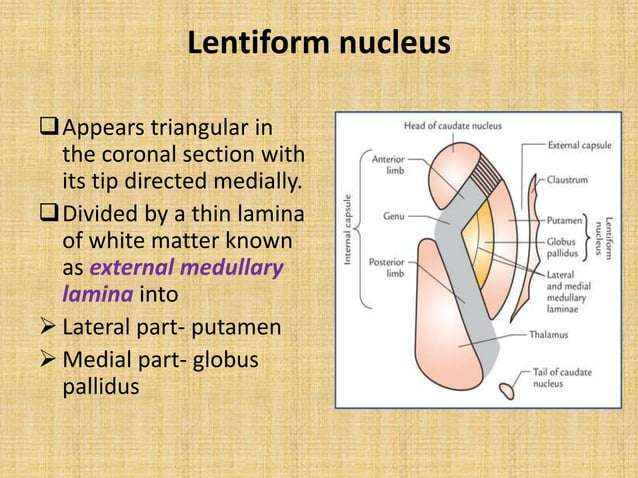 Lentiform nucleus
❑Appears triangular in
the coronal section with
its tip directed medially.
❑Divided by a thin lamina
of white matter known
as external medullary
lamina into
➢ Lateral part- putamen
➢ Medial part- globus
pallidus
Head of caudate nucleus
Anterior
limb
Genu
Internal capsule
Posterior
limb
External capsule
Claustrum
Putamen
Globus
pallidus
Lentiform
nucleus
Lateral
and medial
medullary
laminae
Thalamus
Tail of caudate
nucleus